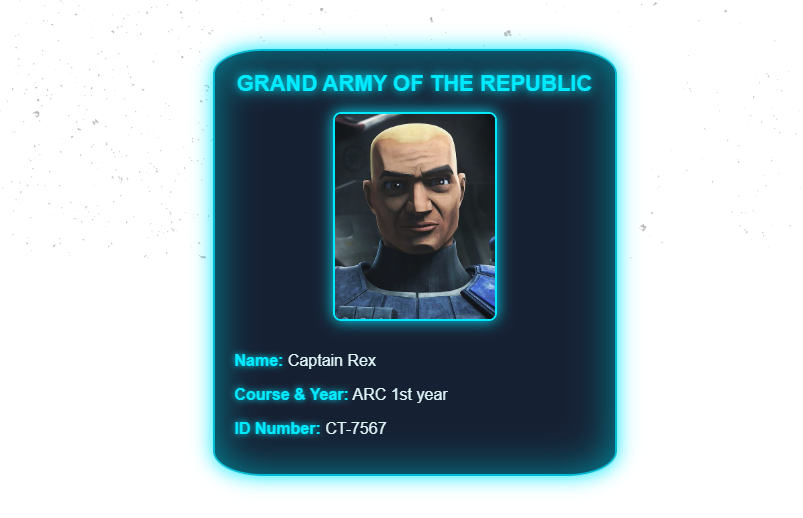 GRAND ARMY OF THE REPUBLIC
Name: Captain Rex
Course & Year: ARC 1st year
ID Number: CT-7567